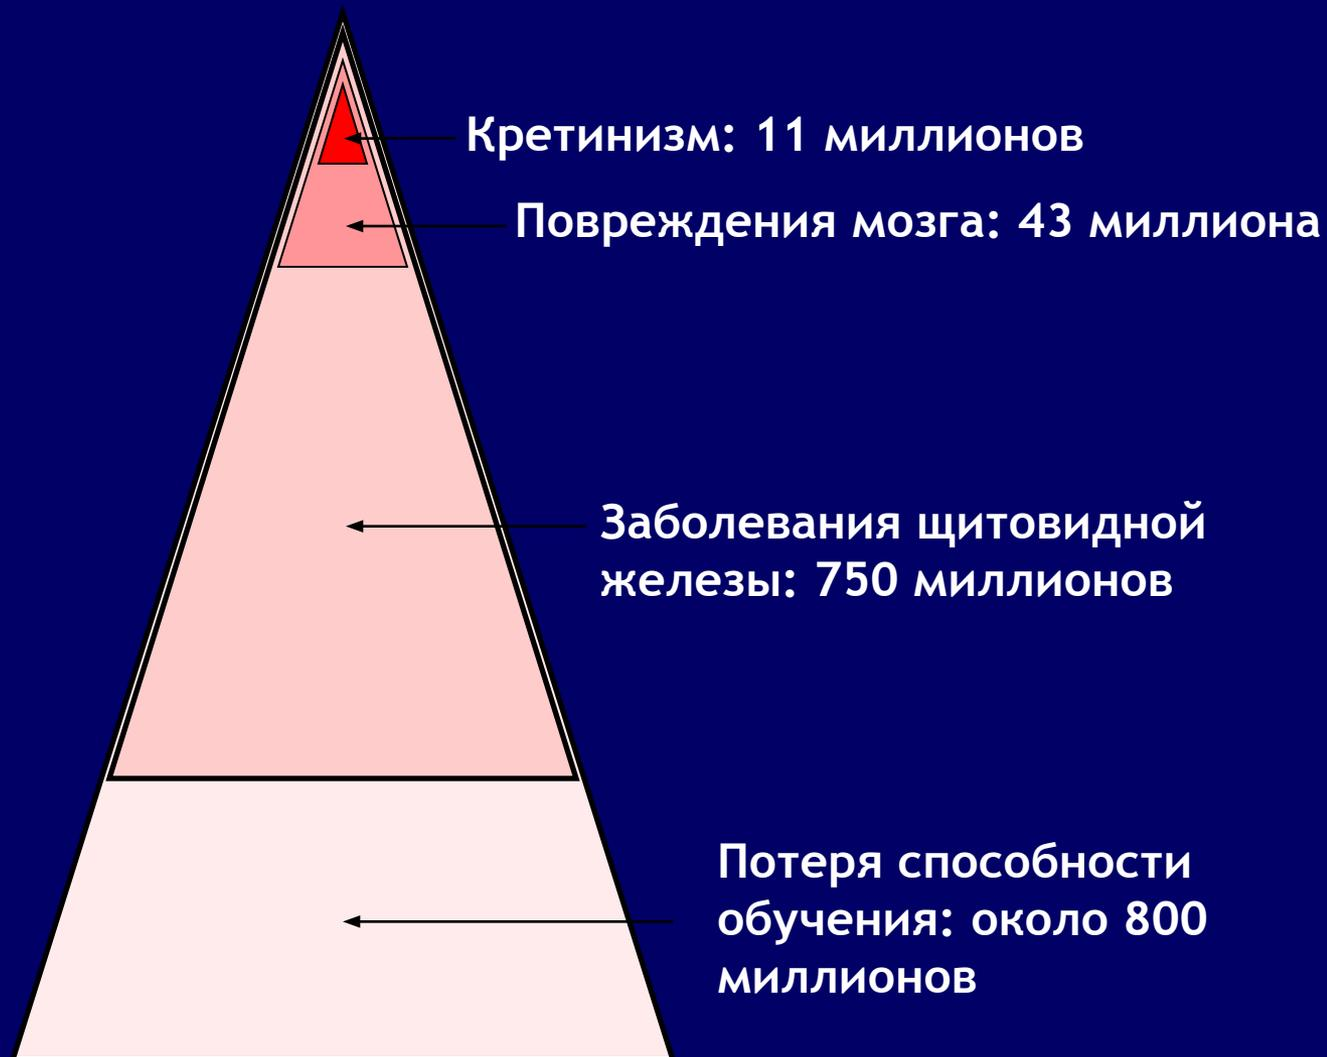 Кретинизм: 11 миллионов
Повреждения мозга: 43 миллиона
Заболевания щитовидной
железы: 750 миллионов
Потеря способности
обучения: около 800
миллионов